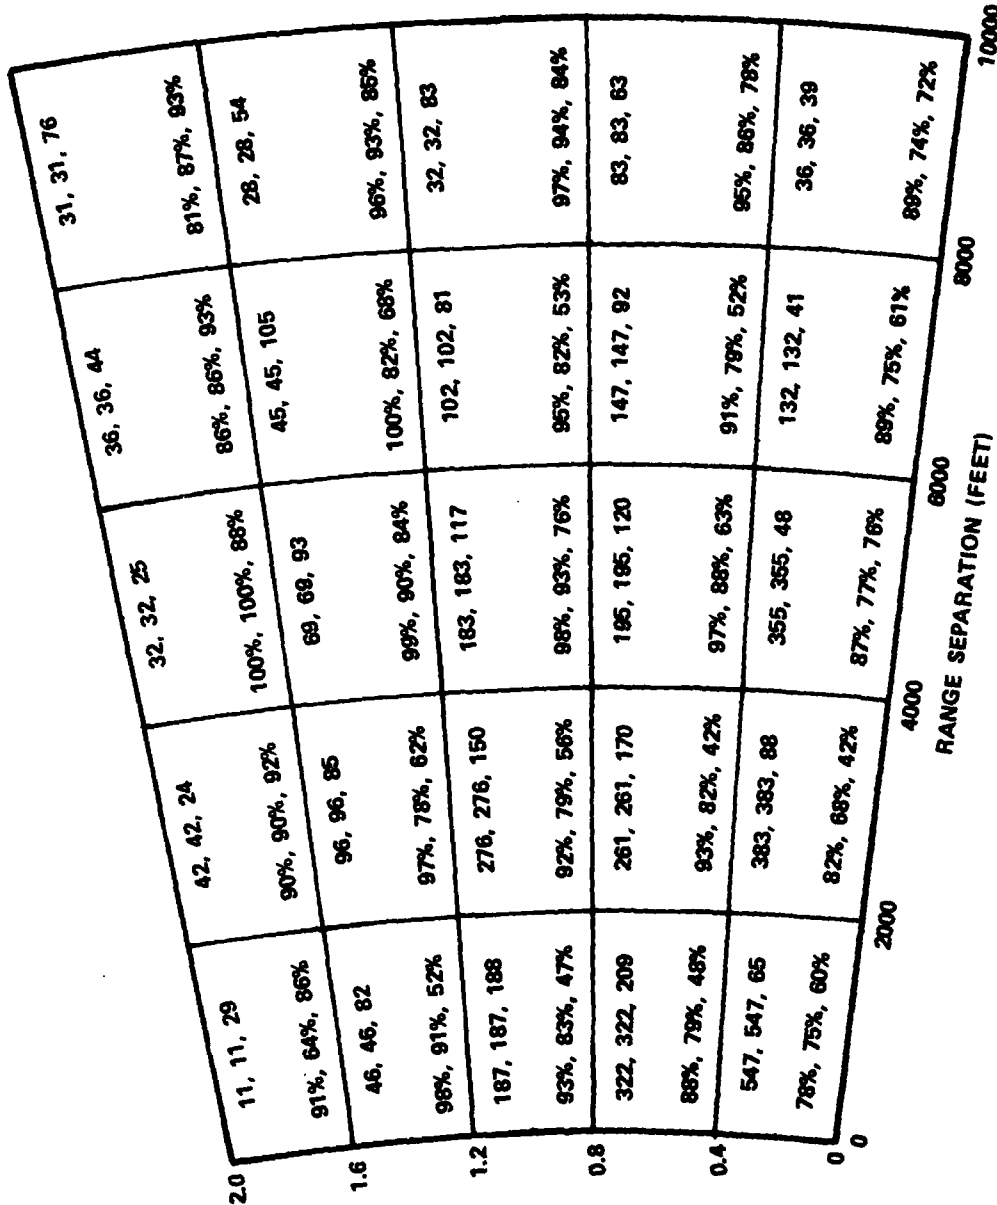 2.0
11, 11, 29
91%, 64%, 86%
42, 42, 24
90%, 90%, 92%
32, 32, 25
100%, 100%, 88%
36, 36, 44
86%, 86%, 93%
31, 31, 76
81%, 87%, 93%
1.6
46, 46, 82
98%, 91%, 52%
96, 96, 85
97%, 78%, 62%
69, 69, 93
99%, 90%, 84%
45, 45, 105
100%, 82%, 68%
28, 28, 54
96%, 93%, 85%
1.2
187, 187, 188
93%, 83%, 47%
276, 276, 150
92%, 79%, 56%
183, 183, 117
98%, 93%, 76%
102, 102, 81
95%, 82%, 53%
32, 32, 83
97%, 94%, 84%
0.8
322, 322, 209
88%, 79%, 48%
261, 261, 170
93%, 82%, 42%
195, 195, 120
97%, 88%, 63%
147, 147, 92
91%, 79%, 52%
83, 83, 63
95%, 86%, 78%
0.4
547, 547, 65
78%, 75%, 60%
383, 383, 88
82%, 68%, 42%
355, 355, 48
87%, 77%, 76%
132, 132, 41
89%, 75%, 61%
36, 36, 39
89%, 74%, 72%
0
0
2000
4000
6000
8000
10000
RANGE SEPARATION (FEET)